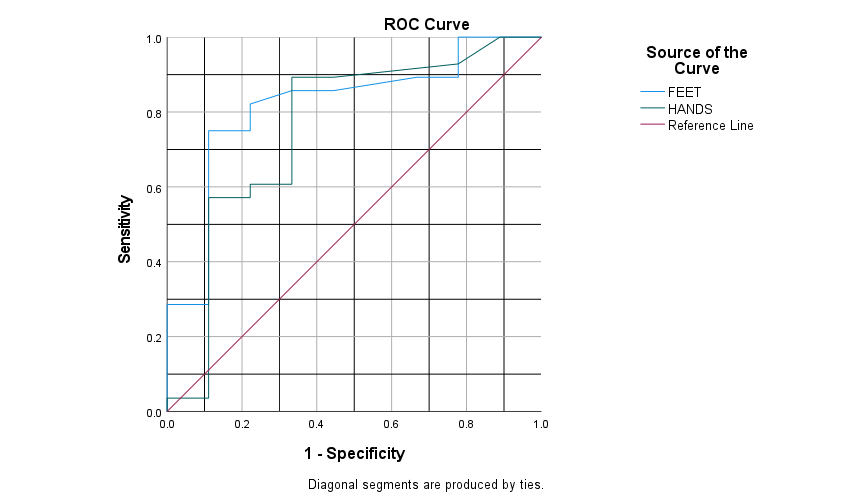 ROC Curve
Source of the
Curve
FEET
HANDS
Reference Line
Sensitivity
1.0
0.8
0.6
0.4
0.2
0.0
0.0 0.2 0.4 0.6 0.8 1.0
1 - Specificity
Diagonal segments are produced by ties.